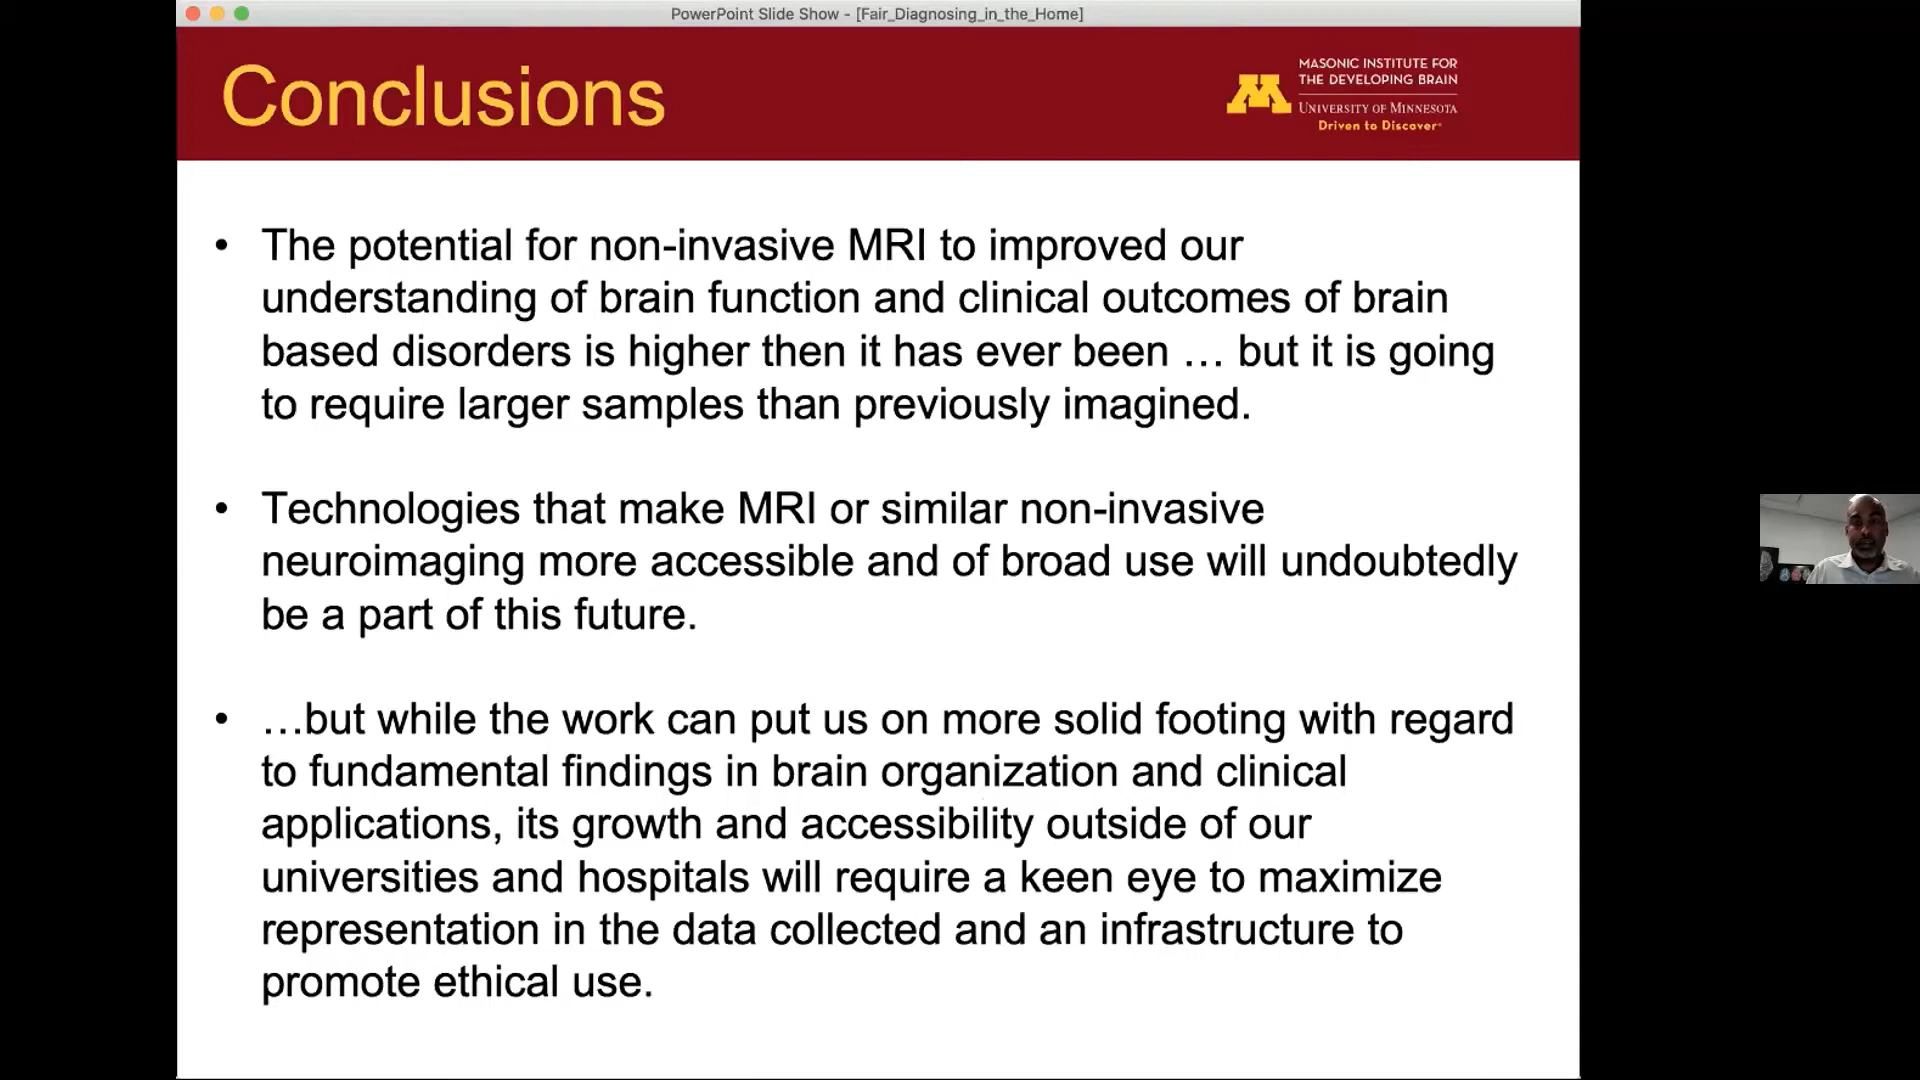 PowerPoint Slide Show - [Fair_Diagnosing_in_the_Home]
Conclusions
MASONIC INSTITUTE FOR
THE DEVELOPING BRAIN
UNIVERSITY OF MINNESOTA
Driven to Discover
• The potential for non-invasive MRI to improved our
understanding of brain function and clinical outcomes of brain
based disorders is higher then it has ever been … but it is going
to require larger samples than previously imagined.
• Technologies that make MRI or similar non-invasive
neuroimaging more accessible and of broad use will undoubtedly
be a part of this future.
• …but while the work can put us on more solid footing with regard
to fundamental findings in brain organization and clinical
applications, its growth and accessibility outside of our
universities and hospitals will require a keen eye to maximize
representation in the data collected and an infrastructure to
promote ethical use.